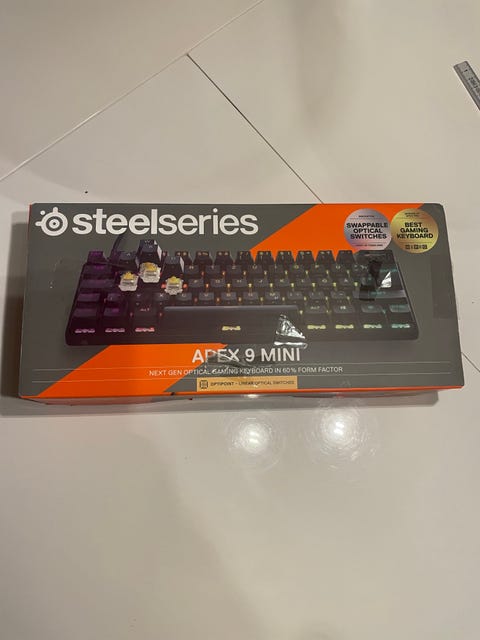 steelseries
SWAPPABLE
OPTICAL
SWITCHES
BEST
GAMING
KEYBOARD
ALT
APEX 9 MINI
NEXT GEN OPTICAL GAMING KEYBOARD IN 60% FORM FACTOR
OPTIPOINT - LINEAR OPTICAL SWITCHES